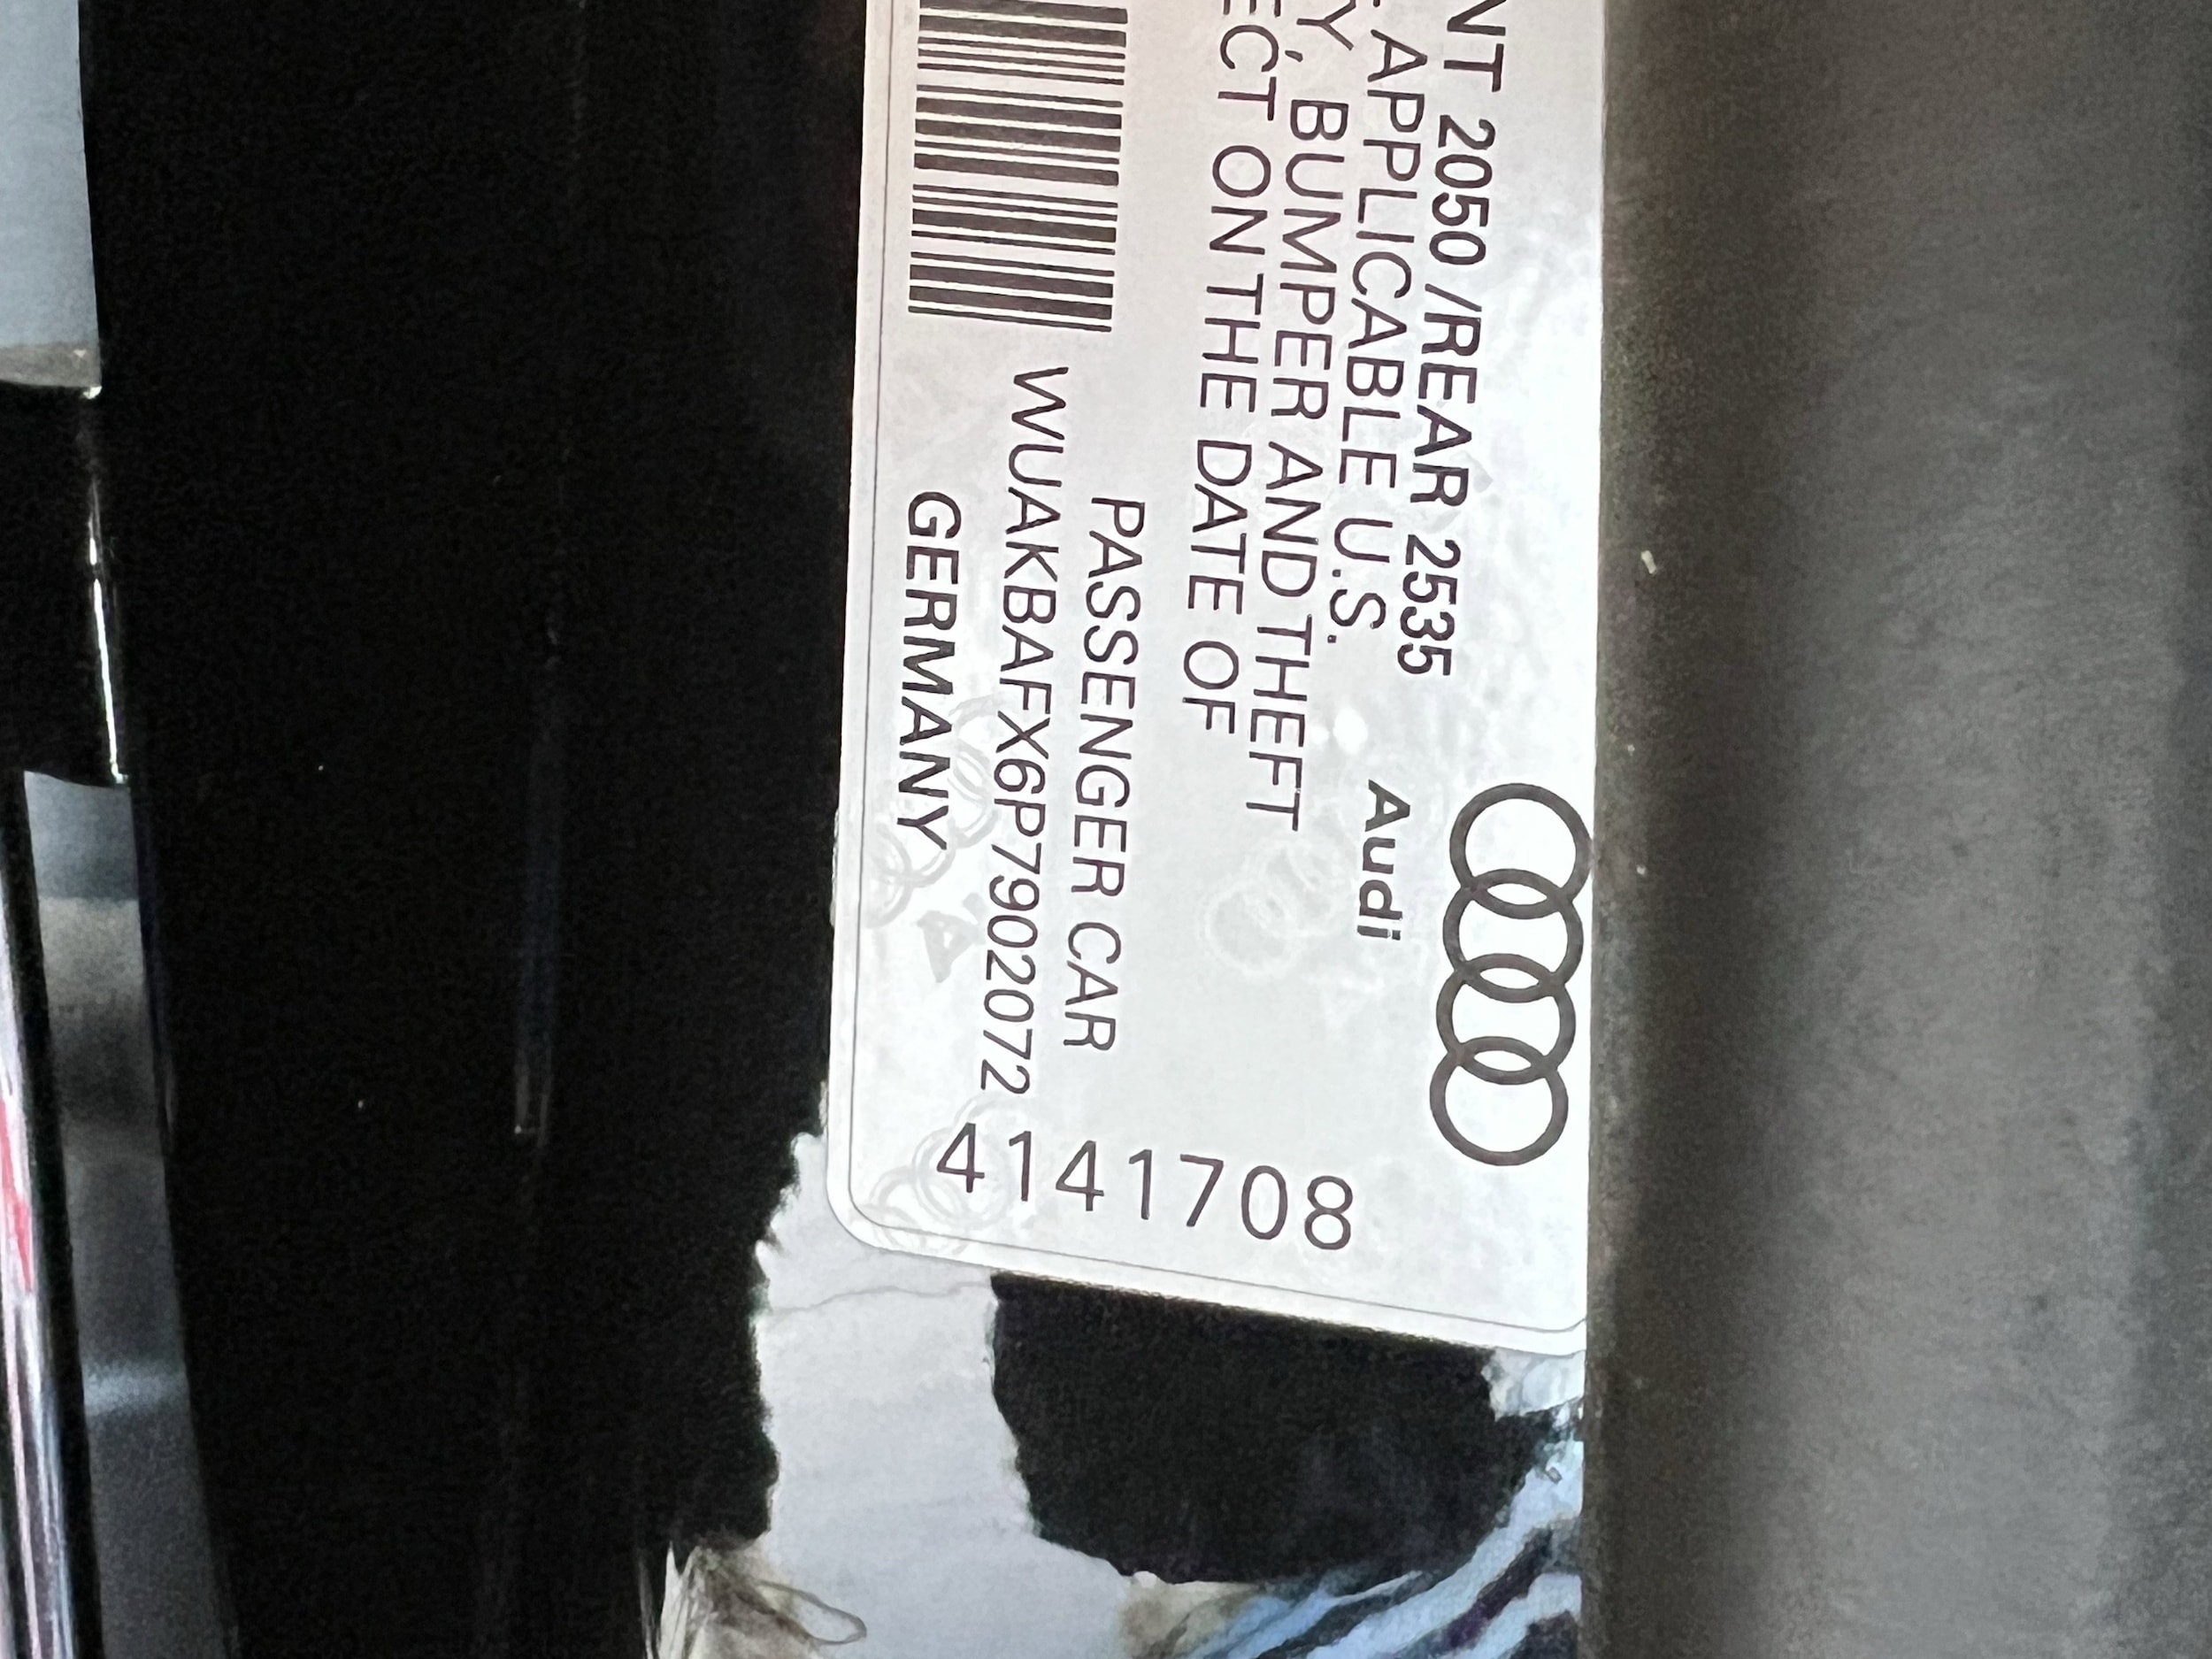 NT 2050 /REAR 2535
APPLICABLE U.S.
Y, BUMPER AND THEFT
ECT ON THE DATE OF
Audi
PASSENGER CAR
WUAKBAFX6P7902072
GERMANY
4141708